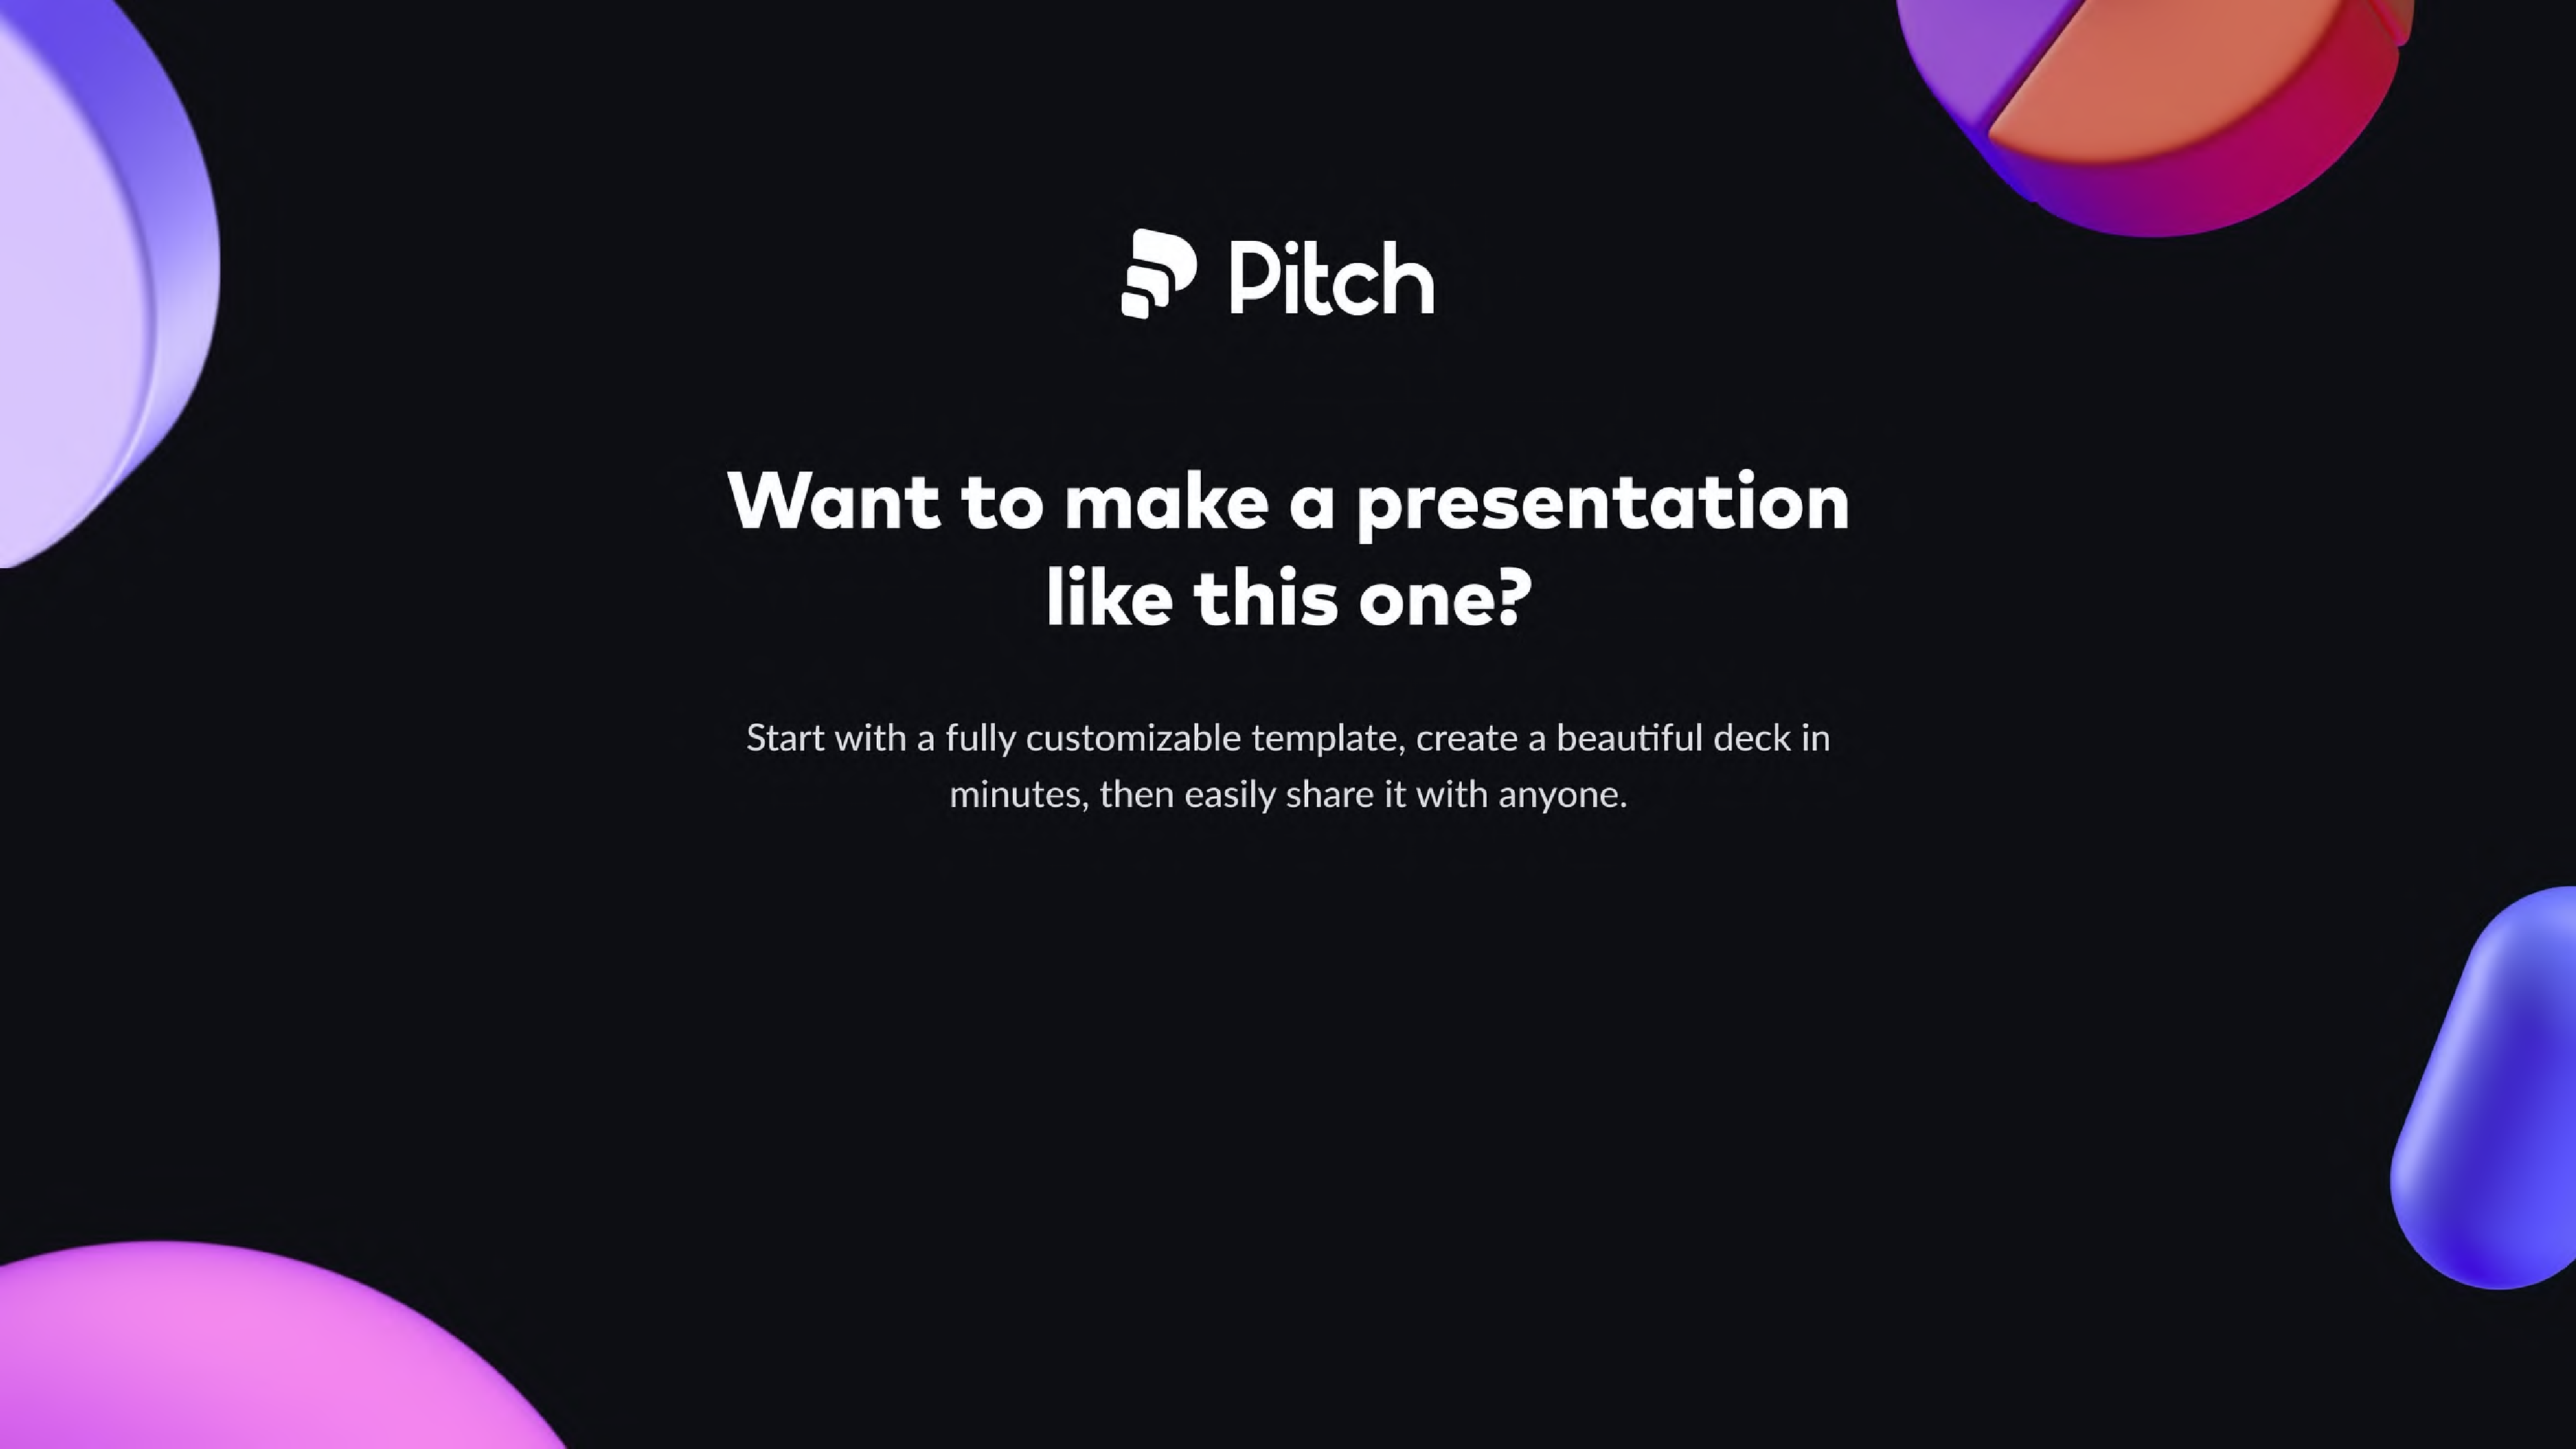 Pitch
Want to make a presentation
like this one?
Start with a fully customizable template, create a beautiful deck in
minutes, then easily share it with anyone.